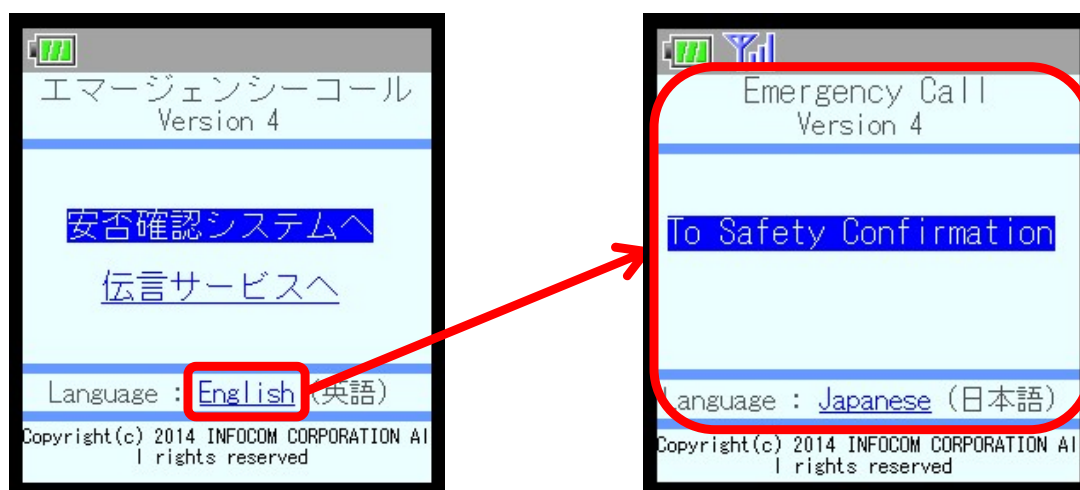 エマージェンシーコール
Version 4
安否確認システムへ
伝言サービスへ
Language : English (英語)
Copyright(c) 2014 INFOCOM CORPORATION Al
l rights reserved
Emergency Call
Version 4
To Safety Confirmation
Language : Japanese (日本語)
Copyright(c) 2014 INFOCOM CORPORATION Al
l rights reserved